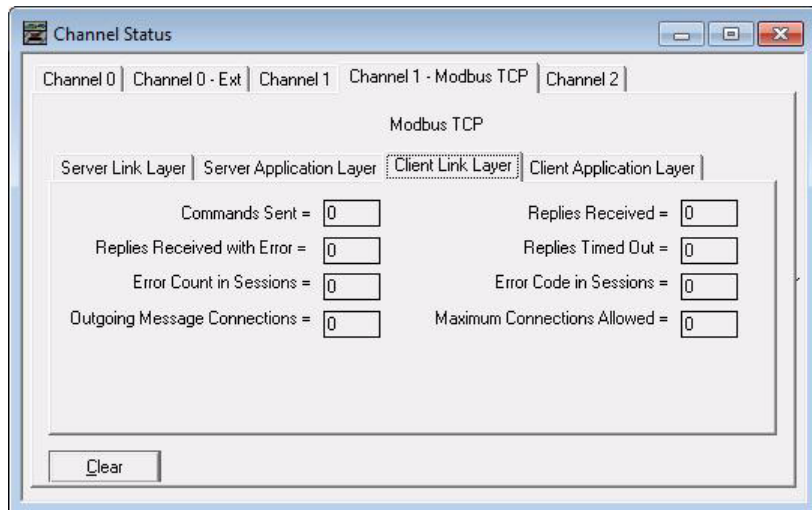 Channel Status
Channel 0 Channel 0 - Ext Channel 1 Channel 1 - Modbus TCP Channel 2
Modbus TCP
Server Link Layer Server Application Layer Client Link Layer Client Application Layer
Commands Sent = 0 Replies Received = 0
Replies Received with Error = 0 Replies Timed Out = 0
Error Count in Sessions = 0 Error Code in Sessions = 0
Outgoing Message Connections = 0 Maximum Connections Allowed = 0
Clear